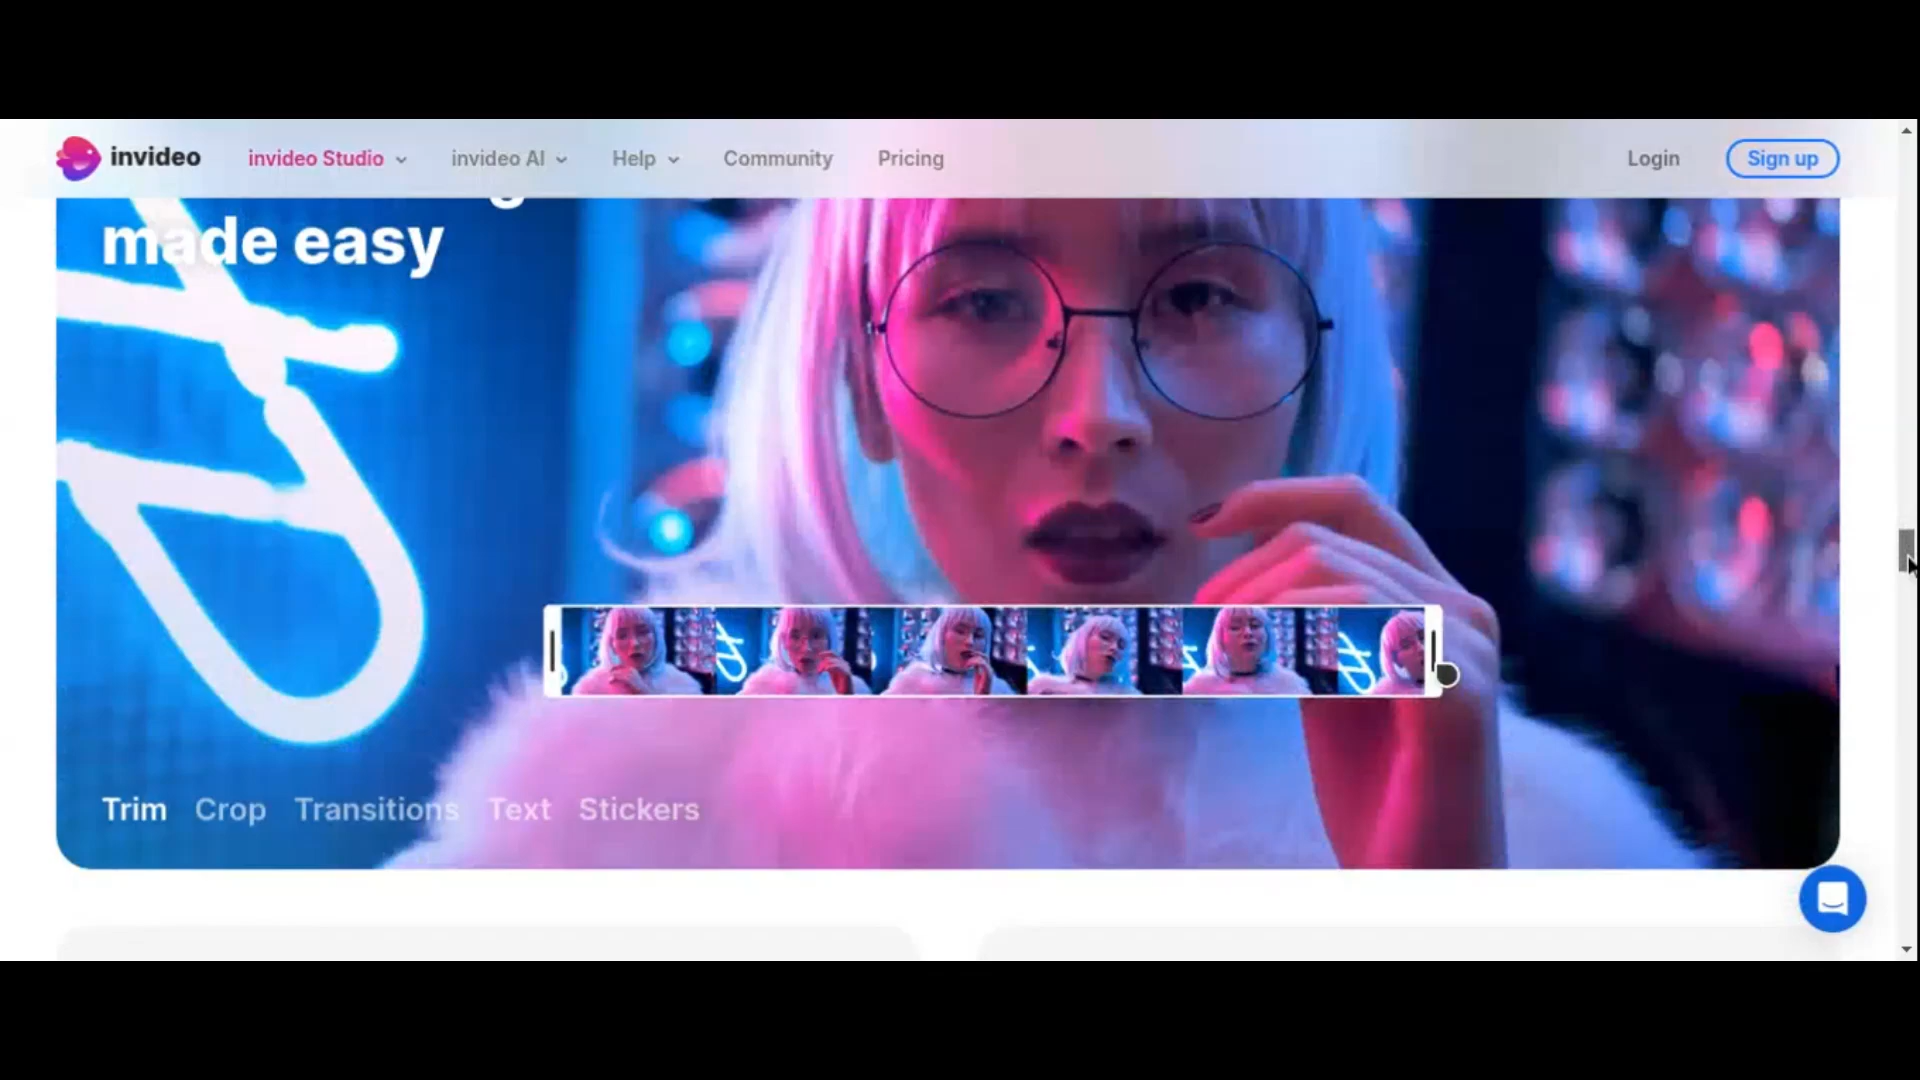 invideo
invideo Studio
invideo AI
Help
Community
Pricing
Login
Sign up
made easy
Trim
Crop
Transitions
Text
Stickers